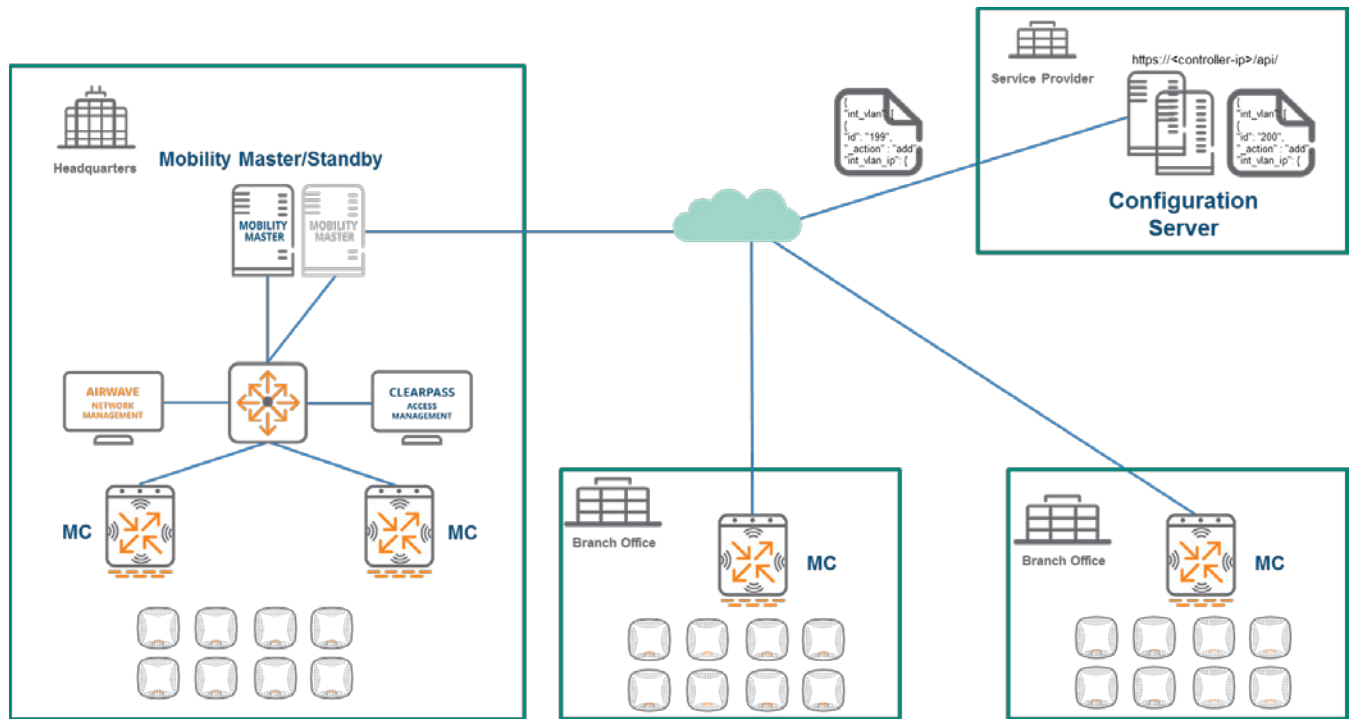 Headquarters
Mobility Master/Standby
MOBILITY
MASTER
MOBILITY
MASTER
AIRWAVE
NETWORK
MANAGEMENT
CLEARPASS
ACCESS
MANAGEMENT
MC
MC
{
"int_vlan": [
{
"id": "199",
"_action" : "add"
"int_vlan_ip": {
Service Provider
https://<controller-ip>/api/
{
"int_vlan": [
{
"id": "200",
"_action" : "add"
"int_vlan_ip": {
Configuration
Server
Branch Office
MC
Branch Office
MC